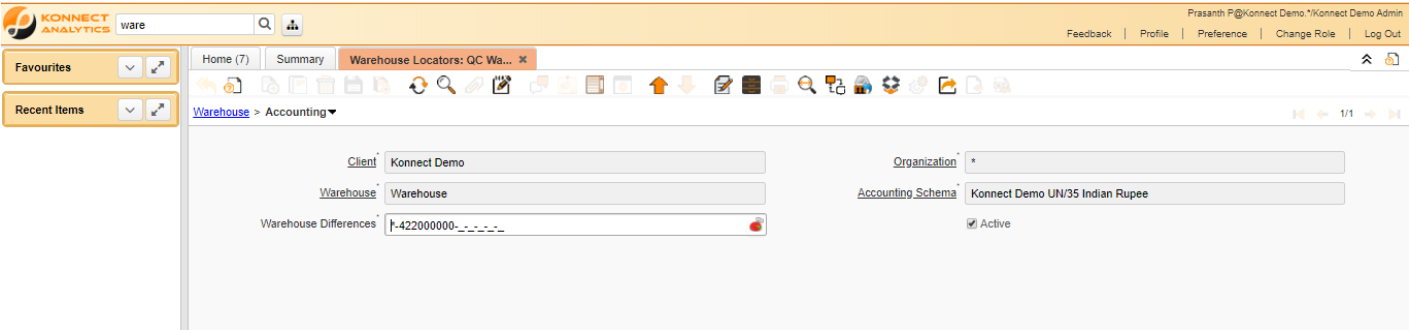 KONNECT
ANALYTICS
ware
Prasanth P@Konnect Demo.*/Konnect Demo Admin
Feedback | Profile | Preference | Change Role | Log Out
Favourites
Recent Items
Home (7)
Summary
Warehouse Locators: QC Wa... ×
Warehouse > Accounting
1/1
Client* Konnect Demo
Organization* *
Warehouse* Warehouse
Accounting Schema* Konnect Demo UN/35 Indian Rupee
Warehouse Differences* *-422000000-_-_-_-_-_
Active